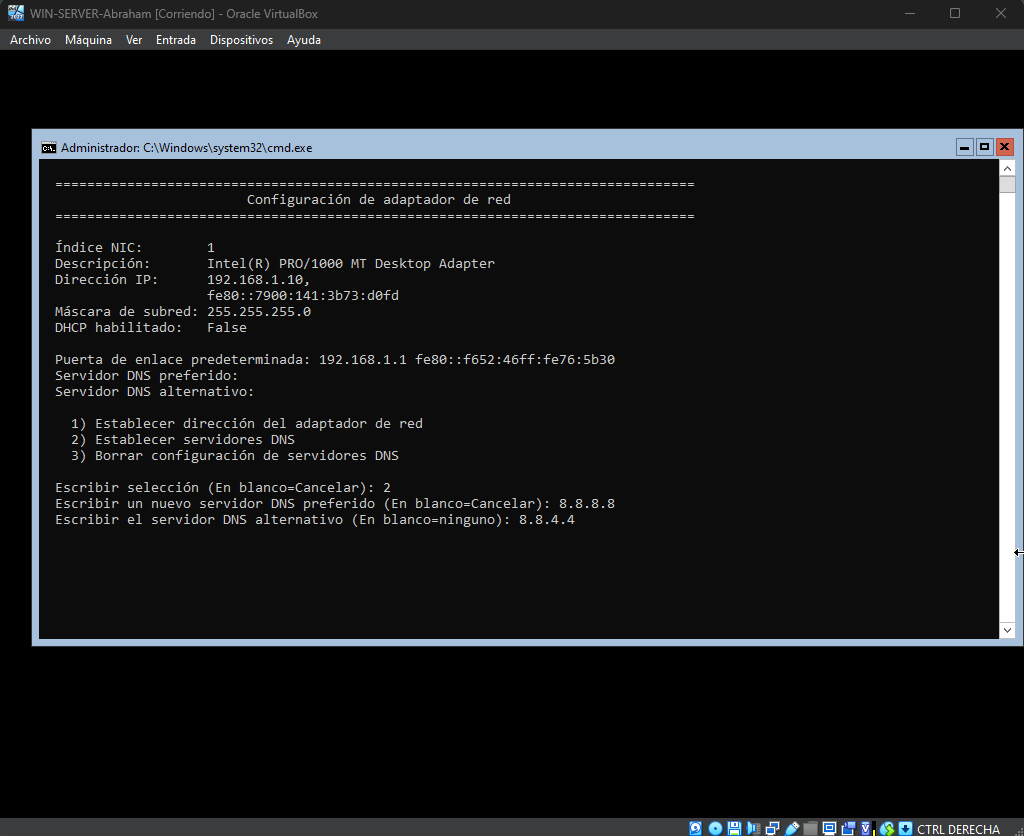 WIN-SERVER-Abraham [Corriendo] - Oracle VirtualBox
Archivo Máquina Ver Entrada Dispositivos Ayuda
Administrador: C:\Windows\system32\cmd.exe
================================================================================
Configuración de adaptador de red
================================================================================
Índice NIC: 1
Descripción: Intel(R) PRO/1000 MT Desktop Adapter
Dirección IP: 192.168.1.10,
fe80::7900:141:3b73:d0fd
Máscara de subred: 255.255.255.0
DHCP habilitado: False
Puerta de enlace predeterminada: 192.168.1.1 fe80::f652:46ff:fe76:5b30
Servidor DNS preferido:
Servidor DNS alternativo:
1) Establecer dirección del adaptador de red
2) Establecer servidores DNS
3) Borrar configuración de servidores DNS
Escribir selección (En blanco=Cancelar): 2
Escribir un nuevo servidor DNS preferido (En blanco=Cancelar): 8.8.8.8
Escribir el servidor DNS alternativo (En blanco=ninguno): 8.8.4.4
CTRL DERECHA